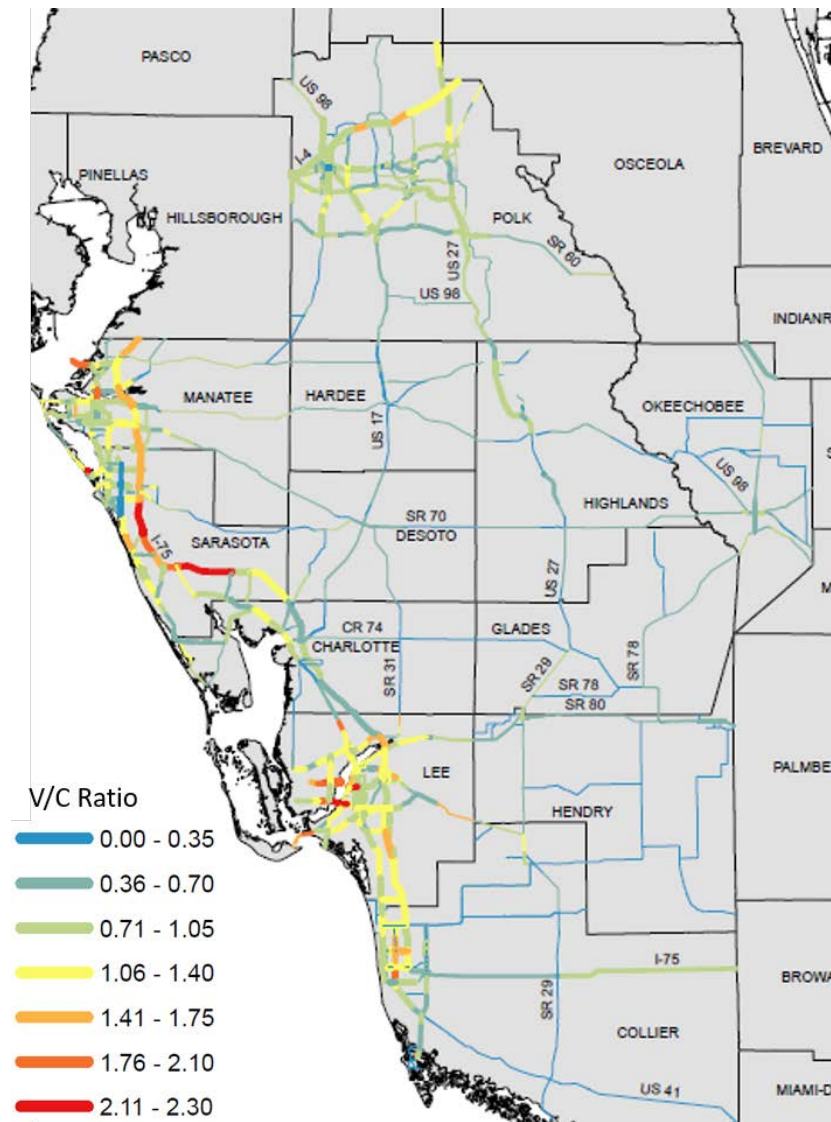 PASCO
US 98
OSCEOLA
BREVARD
I-4
PINELLAS
HILLSBOROUGH
POLK
US 27
SR 60
US 98
INDIANR
MANATEE
HARDEE
OKEECHOBEE
US 17
US 98
S
HIGHLANDS
SR 70
DESOTO
I-75
SARASOTA
US 27
M
CR 74
CHARLOTTE
GLADES
SR 31
SR 29
SR 78
SR 78
SR 80
LEE
PALMBE
HENDRY
V/C Ratio
0.00 - 0.35
0.36 - 0.70
0.71 - 1.05
1.06 - 1.40
1.41 - 1.75
1.76 - 2.10
2.11 - 2.30
I-75
BROWA
SR 29
COLLIER
US 41
MIAMI-D